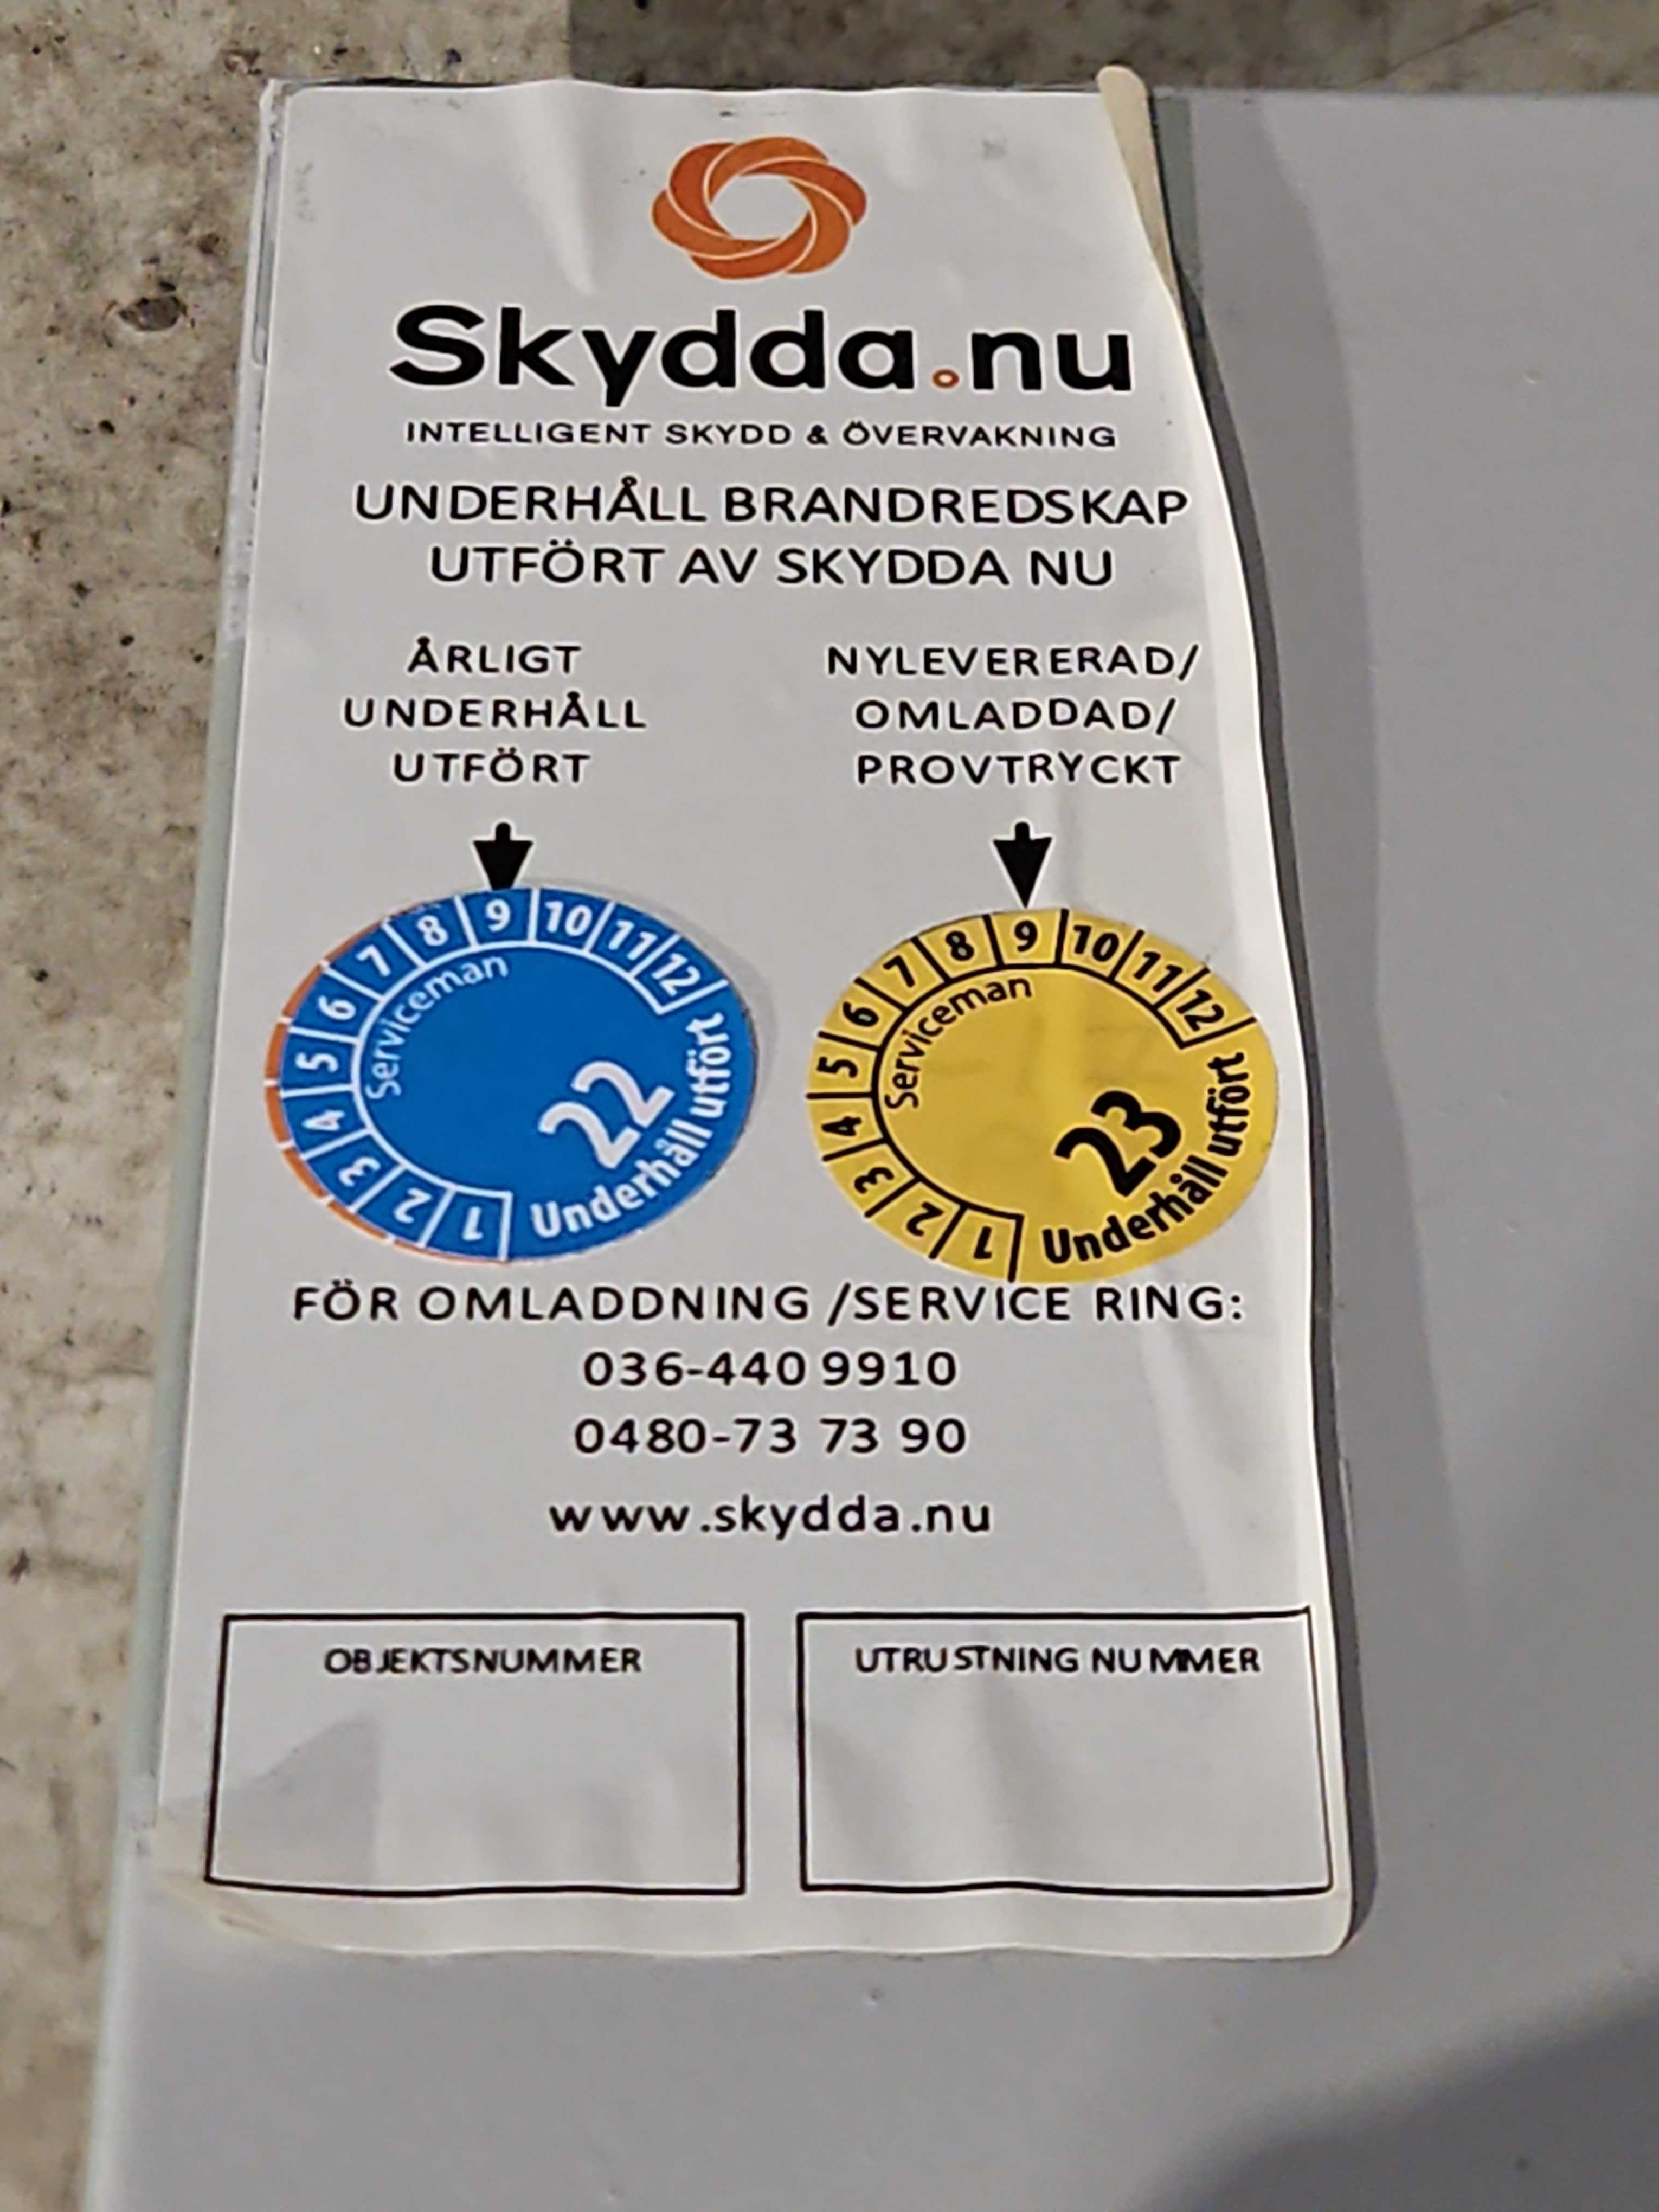 Skydda.nu
INTELLIGENT SKYDD & ÖVERVAKNING
UNDERHÅLL BRANDREDSKAP
UTFÖRT AV SKYDDA NU
ÅRLIGT
UNDERHÅLL
UTFÖRT
NYLEVERERAD/
OMLADDAD/
PROVTRYCKT
1 2 3 4 5 6 7 8 9 10 11 12
Serviceman
22
Underhåll utfört
1 2 3 4 5 6 7 8 9 10 11 12
Serviceman
23
Underhåll utfört
FÖR OMLADDNING /SERVICE RING:
036-440 9910
0480-73 73 90
www.skydda.nu
OBJEKTSNUMMER
UTRUSTNING NUMMER